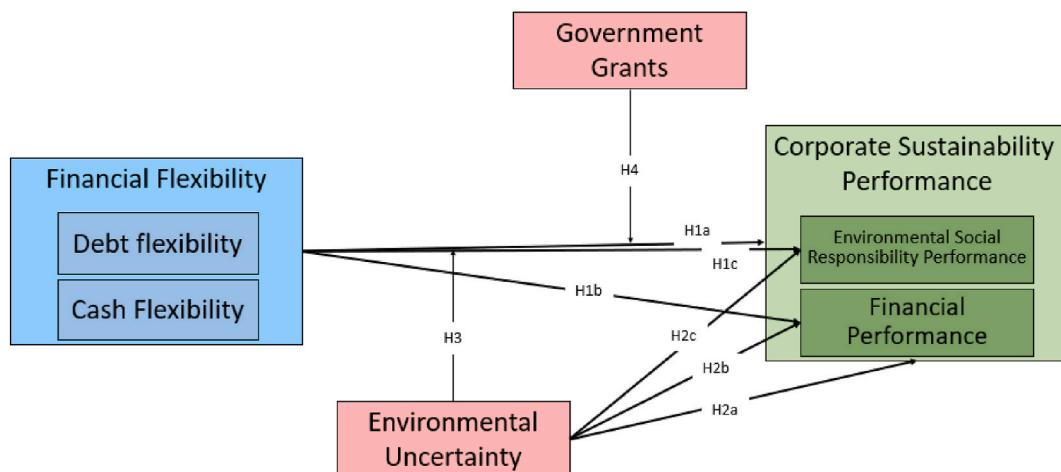 Government
Grants
H4
Corporate Sustainability
Performance
Financial Flexibility
Debt flexibility
Cash Flexibility
H1a
H1c
H1b
Environmental Social
Responsibility Performance
Financial
Performance
H3
H2c
H2b
H2a
Environmental
Uncertainty